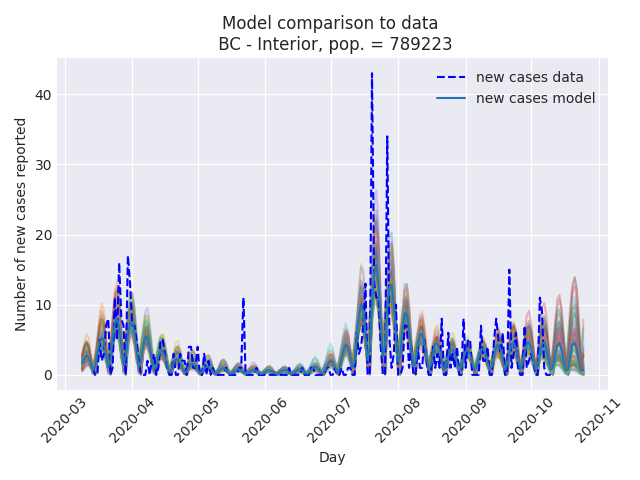 Model comparison to data
BC - Interior, pop. = 789223
new cases data
new cases model
Number of new cases reported
40
30
20
10
0
2020-03
2020-04
2020-05
2020-06
2020-07
2020-08
2020-09
2020-10
2020-11
Day